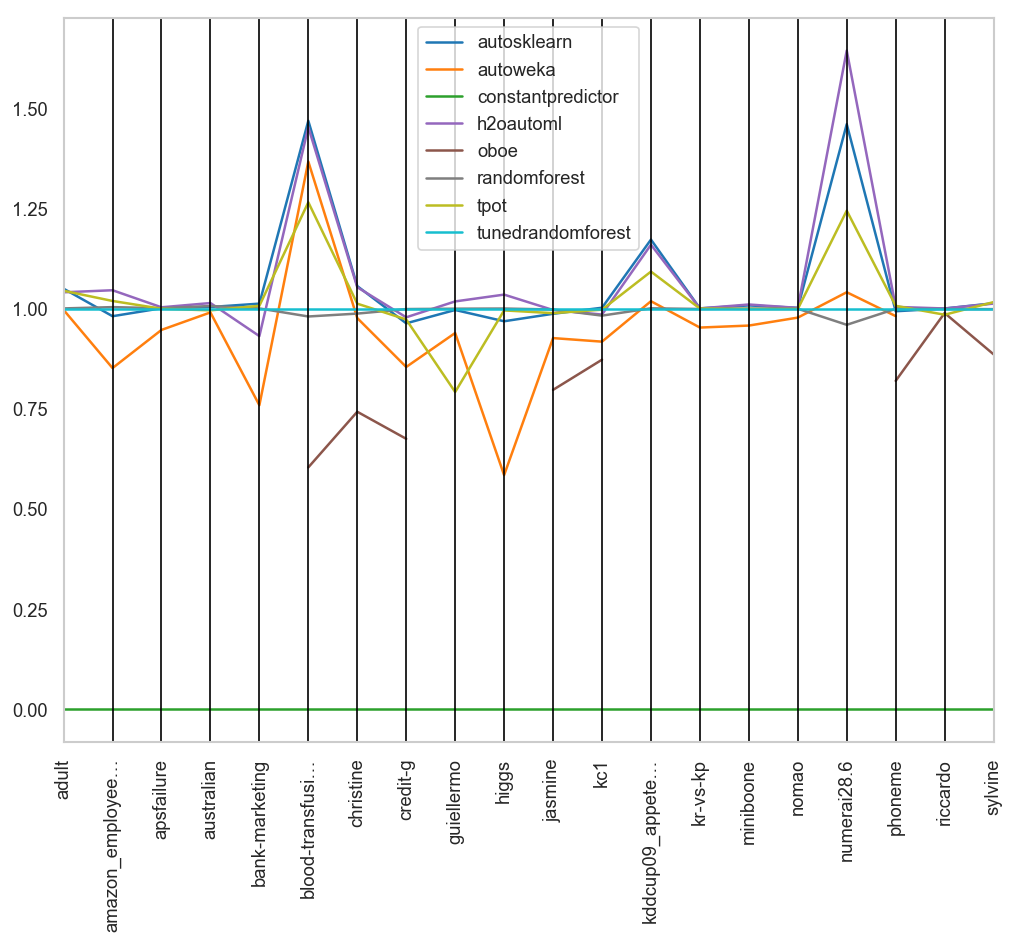 1.50
1.25
1.00
0.75
0.50
0.25
0.00
autosklearn
autoweka
constantpredictor
h2oautoml
oboe
randomforest
tpot
tunedrandomforest
adult
amazon_employee…
apsfailure
australian
bank-marketing
blood-transfusi…
christine
credit-g
guiellermo
higgs
jasmine
kc1
kddcup09_appete…
kr-vs-kp
miniboone
nomao
numerai28.6
phoneme
riccardo
sylvine